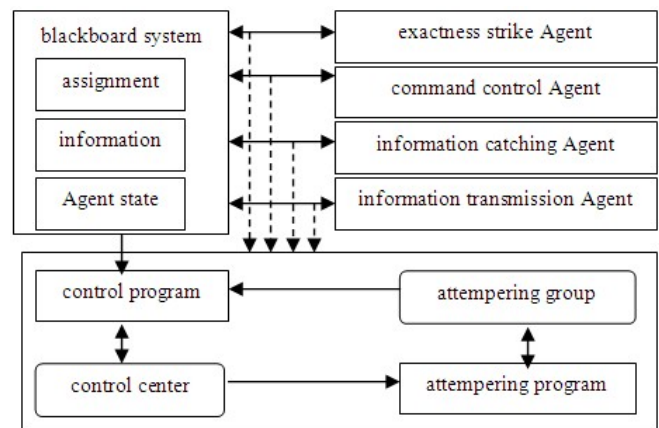 blackboard system
assignment
information
Agent state
exactness strike Agent
command control Agent
information catching Agent
information transmission Agent
control program
attempering group
control center
attempering program